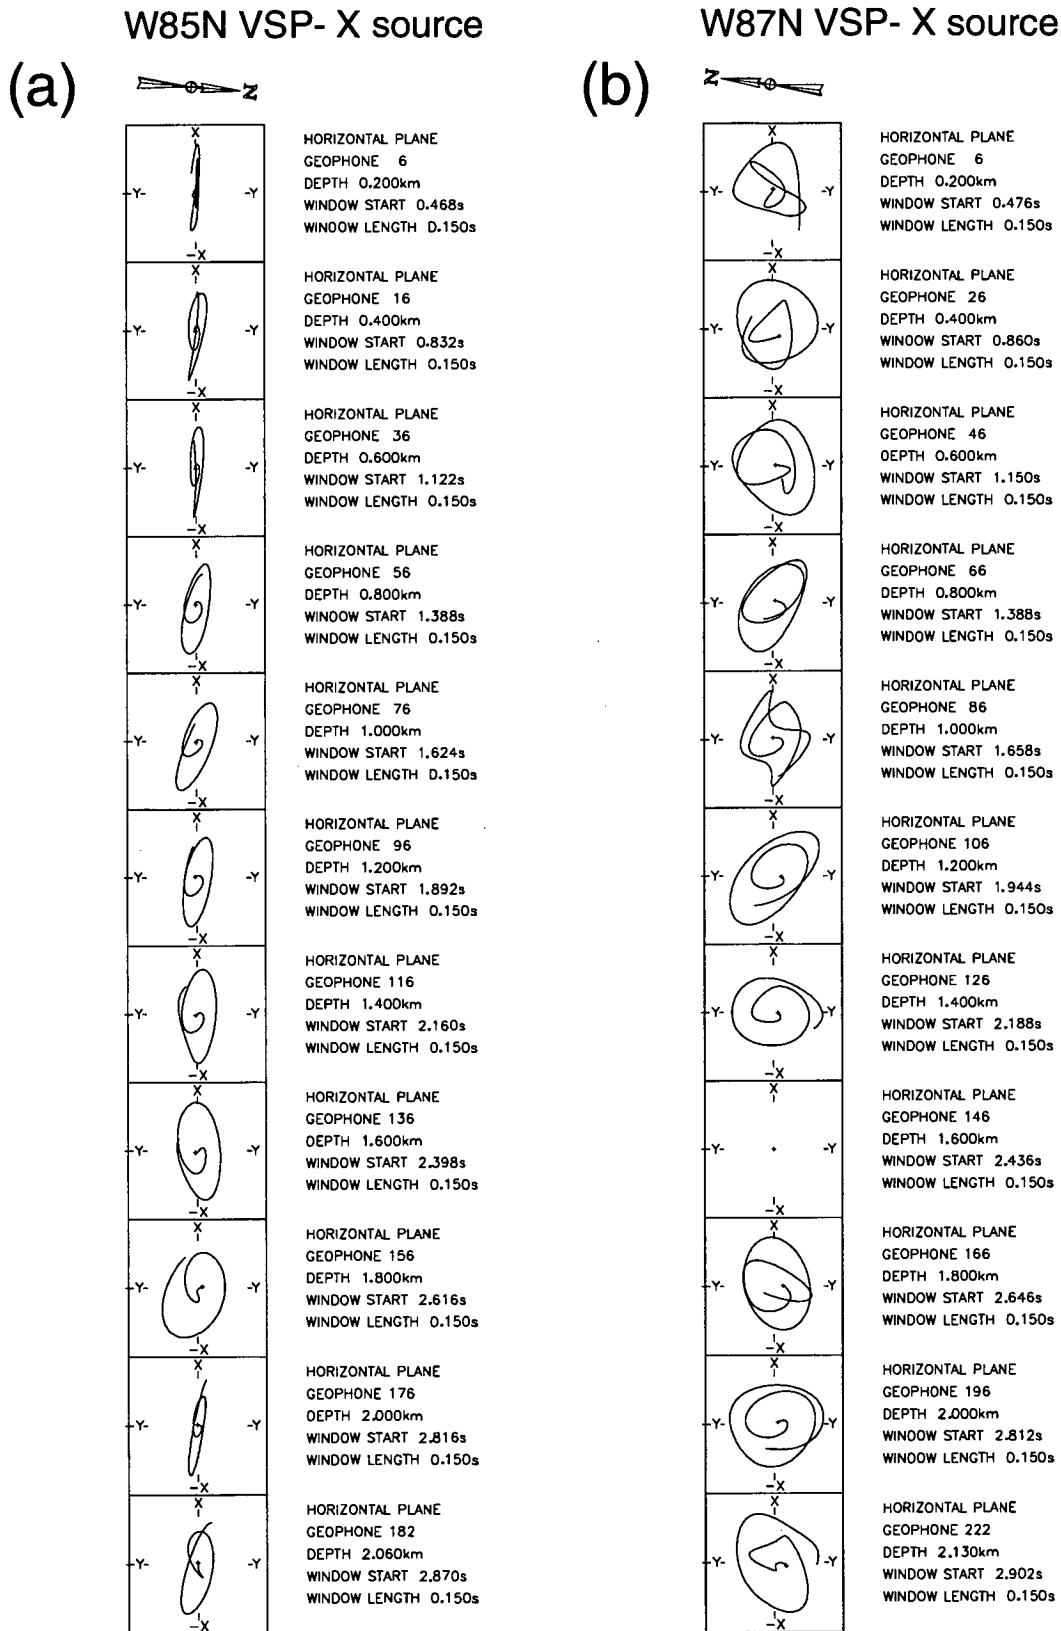 W85N VSP- X source
(a)
N
X
-Y-
-Y
-X
HORIZONTAL PLANE
GEOPHONE 6
DEPTH 0.200km
WINDOW START 0.468s
WINDOW LENGTH 0.150s
X
-Y-
-Y
-X
HORIZONTAL PLANE
GEOPHONE 16
DEPTH 0.400km
WINDOW START 0.832s
WINDOW LENGTH 0.150s
X
-Y-
-Y
-X
HORIZONTAL PLANE
GEOPHONE 36
DEPTH 0.600km
WINDOW START 1.122s
WINDOW LENGTH 0.150s
X
-Y-
-Y
-X
HORIZONTAL PLANE
GEOPHONE 56
DEPTH 0.800km
WINDOW START 1.388s
WINDOW LENGTH 0.150s
X
-Y-
-Y
-X
HORIZONTAL PLANE
GEOPHONE 76
DEPTH 1.000km
WINDOW START 1.624s
WINDOW LENGTH 0.150s
X
-Y-
-Y
-X
HORIZONTAL PLANE
GEOPHONE 96
DEPTH 1.200km
WINDOW START 1.892s
WINDOW LENGTH 0.150s
X
-Y-
-Y
-X
HORIZONTAL PLANE
GEOPHONE 116
DEPTH 1.400km
WINDOW START 2.160s
WINDOW LENGTH 0.150s
X
-Y-
-Y
-X
HORIZONTAL PLANE
GEOPHONE 136
DEPTH 1.600km
WINDOW START 2.398s
WINDOW LENGTH 0.150s
X
-Y-
-Y
-X
HORIZONTAL PLANE
GEOPHONE 156
DEPTH 1.800km
WINDOW START 2.616s
WINDOW LENGTH 0.150s
X
-Y-
-Y
-X
HORIZONTAL PLANE
GEOPHONE 176
DEPTH 2.000km
WINDOW START 2.816s
WINDOW LENGTH 0.150s
X
-Y-
-Y
-X
HORIZONTAL PLANE
GEOPHONE 182
DEPTH 2.060km
WINDOW START 2.870s
WINDOW LENGTH 0.150s
W87N VSP- X source
(b)
N
X
-Y-
-Y
-X
HORIZONTAL PLANE
GEOPHONE 6
DEPTH 0.200km
WINDOW START 0.476s
WINDOW LENGTH 0.150s
X
-Y-
-Y
-X
HORIZONTAL PLANE
GEOPHONE 26
DEPTH 0.400km
WINDOW START 0.860s
WINDOW LENGTH 0.150s
X
-Y-
-Y
-X
HORIZONTAL PLANE
GEOPHONE 46
DEPTH 0.600km
WINDOW START 1.150s
WINDOW LENGTH 0.150s
X
-Y-
-Y
-X
HORIZONTAL PLANE
GEOPHONE 66
DEPTH 0.800km
WINDOW START 1.388s
WINDOW LENGTH 0.150s
X
-Y-
-Y
-X
HORIZONTAL PLANE
GEOPHONE 86
DEPTH 1.000km
WINDOW START 1.658s
WINDOW LENGTH 0.150s
X
-Y-
-Y
-X
HORIZONTAL PLANE
GEOPHONE 106
DEPTH 1.200km
WINDOW START 1.944s
WINDOW LENGTH 0.150s
X
-Y-
-Y
-X
HORIZONTAL PLANE
GEOPHONE 126
DEPTH 1.400km
WINDOW START 2.188s
WINDOW LENGTH 0.150s
X
-Y-
-Y
-X
HORIZONTAL PLANE
GEOPHONE 146
DEPTH 1.600km
WINDOW START 2.436s
WINDOW LENGTH 0.150s
X
-Y-
-Y
-X
HORIZONTAL PLANE
GEOPHONE 166
DEPTH 1.800km
WINDOW START 2.646s
WINDOW LENGTH 0.150s
X
-Y-
-Y
-X
HORIZONTAL PLANE
GEOPHONE 196
DEPTH 2.000km
WINDOW START 2.812s
WINDOW LENGTH 0.150s
X
-Y-
-Y
-X
HORIZONTAL PLANE
GEOPHONE 222
DEPTH 2.130km
WINDOW START 2.902s
WINDOW LENGTH 0.150s